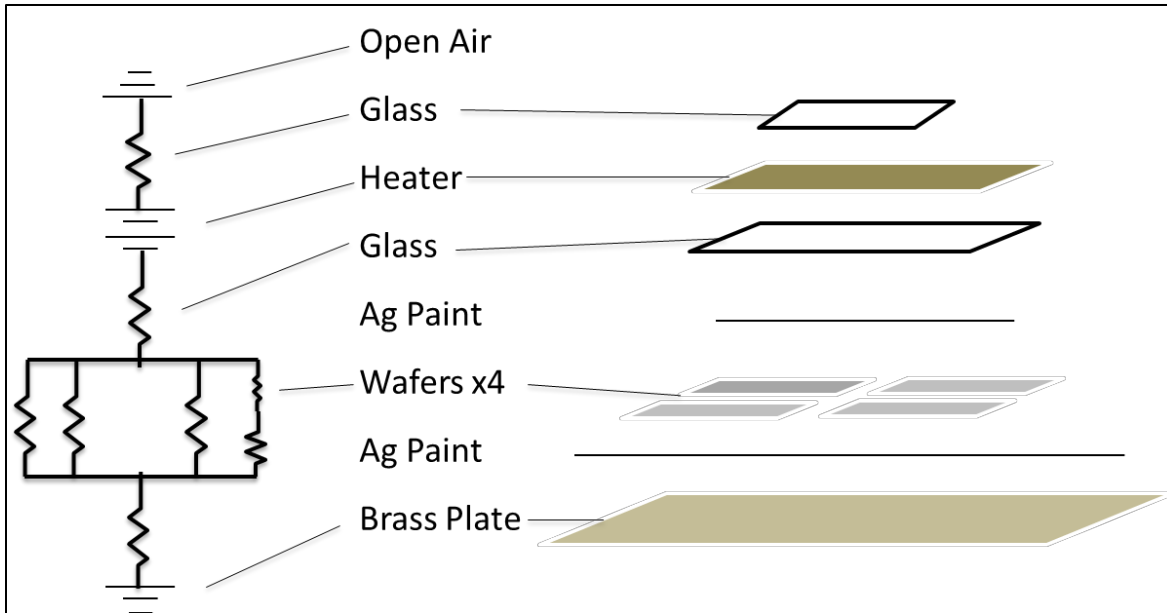 Open Air
Glass
Heater
Glass
Ag Paint
Wafers x4
Ag Paint
Brass Plate